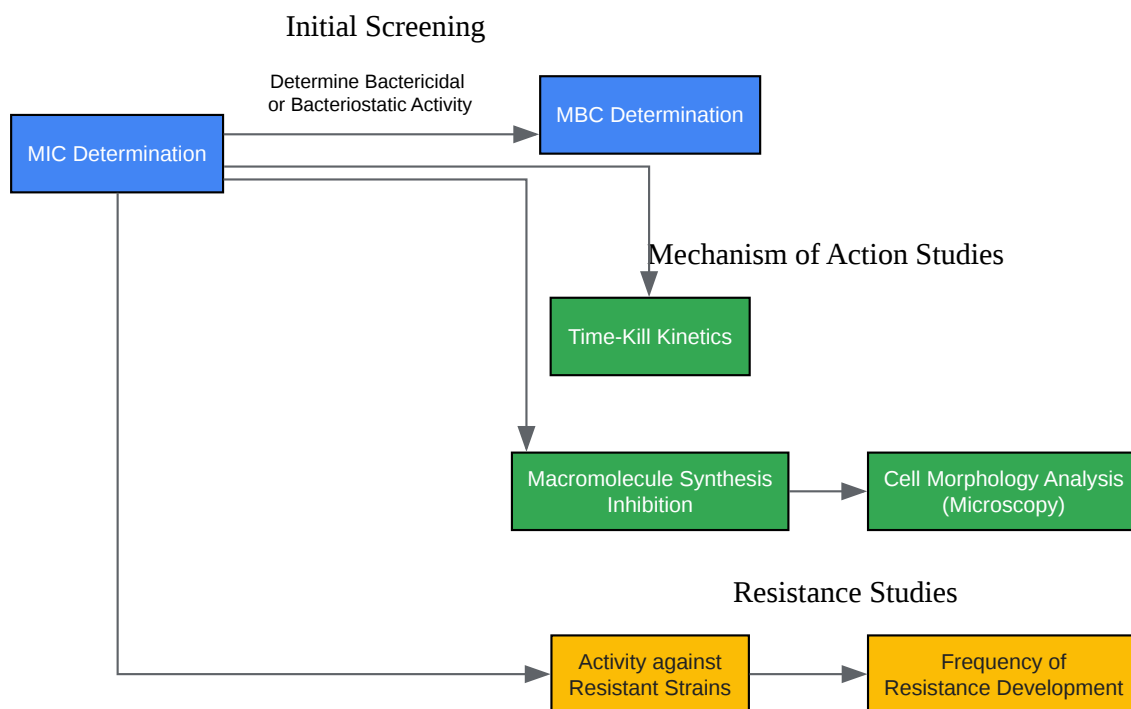 Initial Screening
Determine Bactericidal
or Bacteriostatic Activity
MBC Determination
MIC Determination
Mechanism of Action Studies
Time-Kill Kinetics
Macromolecule Synthesis
Inhibition
Cell Morphology Analysis
(Microscopy)
Resistance Studies
Activity against
Resistant Strains
Frequency of
Resistance Development